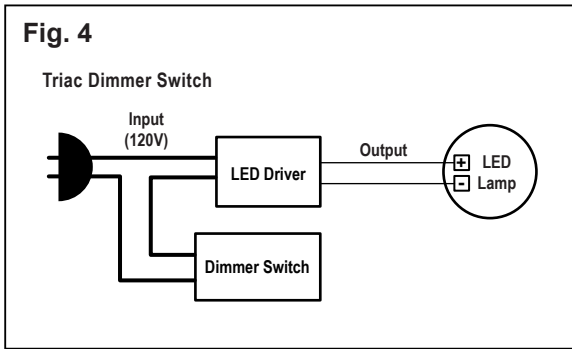 Fig. 4
Triac Dimmer Switch
Input
(120V)
LED Driver
Output
+ LED
- Lamp
Dimmer Switch